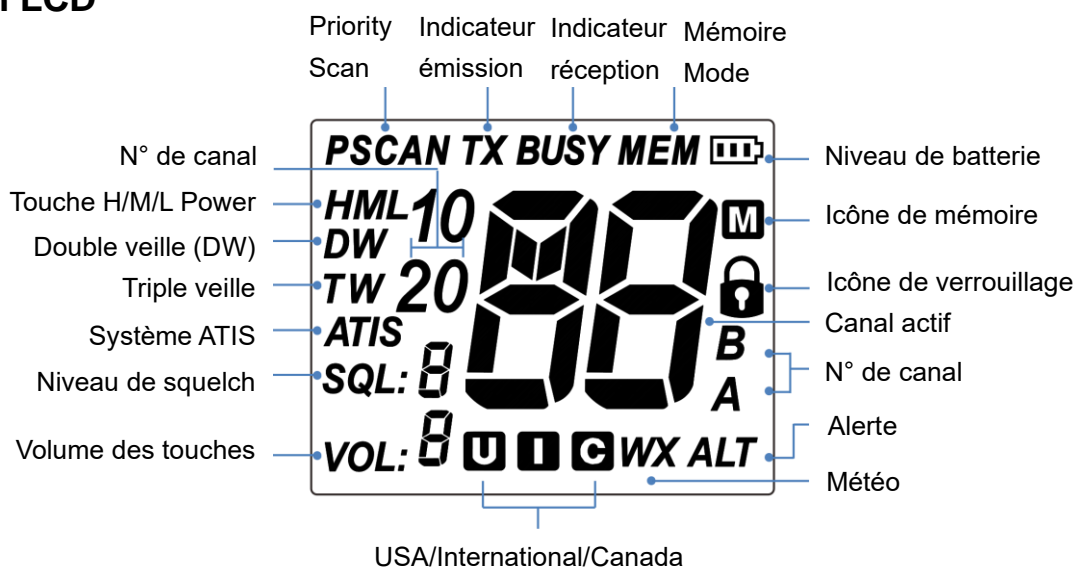 LCD
Priority Indicateur Indicateur Mémoire
Scan émission réception Mode
PSCAN TX BUSY MEM
N° de canal
Niveau de batterie
Touche H/M/L Power
HML 10
M
Icône de mémoire
Double veille (DW)
DW
Triple veille
TW 20
Icône de verrouillage
Système ATIS
ATIS
Canal actif
B
Niveau de squelch
SQL: 8
88
A
N° de canal
Volume des touches
VOL: 8
U I C WX ALT
Alerte
Météo
USA/International/Canada